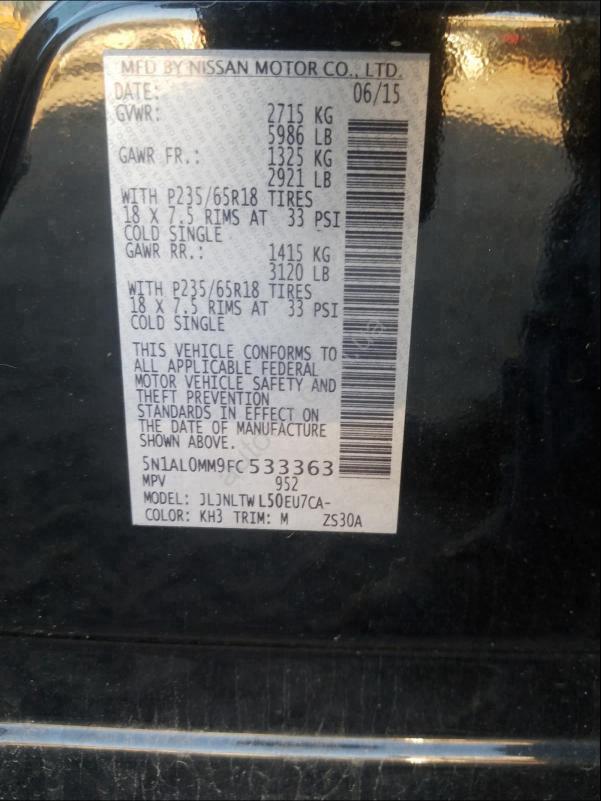 MFD BY NISSAN MOTOR CO., LTD.
DATE: 06/15
GVWR: 2715 KG
5986 LB
GAWR FR.: 1325 KG
2921 LB
WITH P235/65R18 TIRES
18 X 7.5 RIMS AT 33 PSI
COLD SINGLE
GAWR RR.: 1415 KG
3120 LB
WITH P235/65R18 TIRES
18 X 7.5 RIMS AT 33 PSI
COLD SINGLE
THIS VEHICLE CONFORMS TO
ALL APPLICABLE FEDERAL
MOTOR VEHICLE SAFETY AND
THEFT PREVENTION
STANDARDS IN EFFECT ON
THE DATE OF MANUFACTURE
SHOWN ABOVE.
5N1AL0MM9FC533363
MPV 952
MODEL: JLJNLTW L50EU7CA-
COLOR: KH3 TRIM: M ZS30A